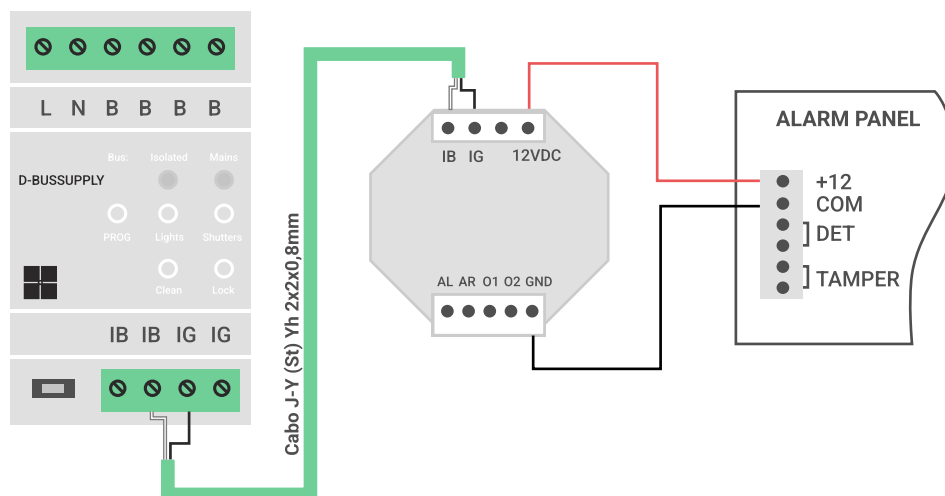 L N B B B B
Bus: Isolated Mains
D-BUSSUPPLY
PROG Lights Shutters
Clean Lock
IB IB IG IG
Cabo J-Y (St) Yh 2x2x0,8mm
IB IG 12VDC
AL AR O1 O2 GND
ALARM PANEL
+12
COM
DET
TAMPER